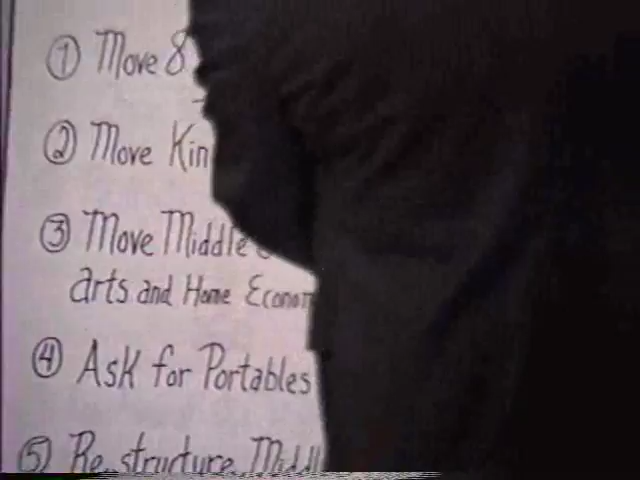 ① Move 8
② Move Kin
③ Move Middle
arts and Home Econom
④ Ask for Portables
⑤ Re-structure Middl